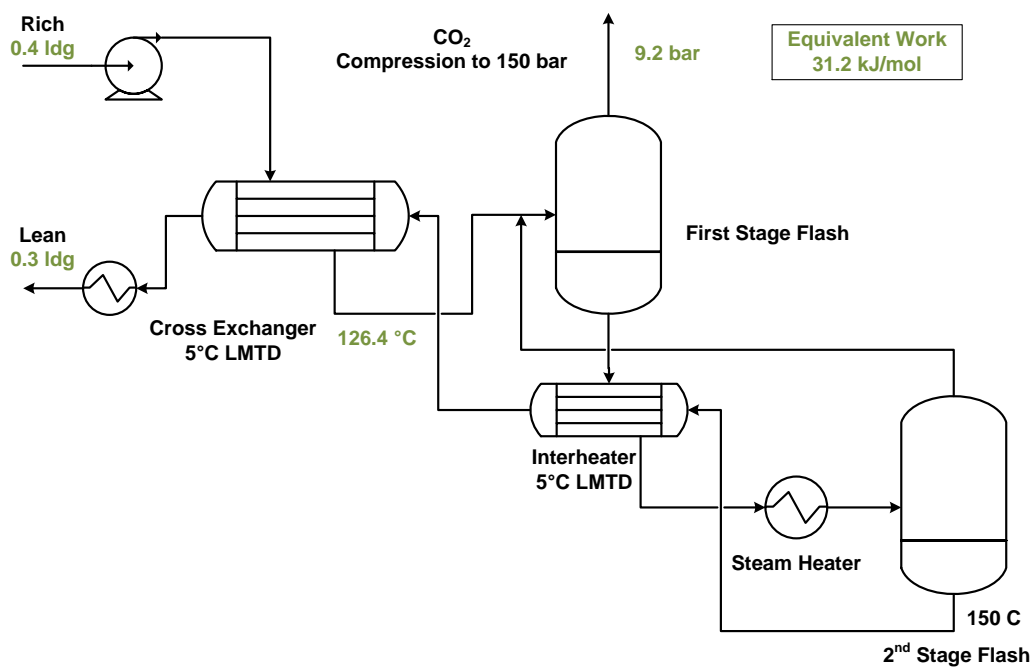 Rich
0.4 ldg
CO2
Compression to 150 bar
9.2 bar
Equivalent Work
31.2 kJ/mol
First Stage Flash
Lean
0.3 ldg
Cross Exchanger
5°C LMTD
126.4 °C
Interheater
5°C LMTD
Steam Heater
150 C
2nd Stage Flash